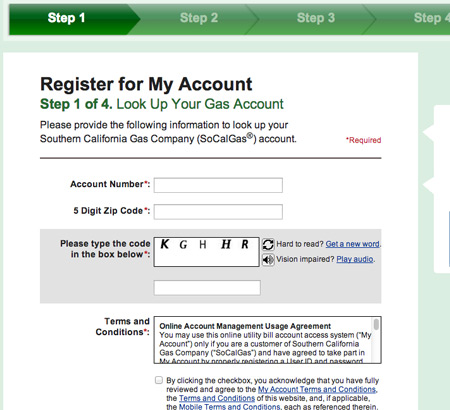 Step 1 Step 2 Step 3 Step 4
Register for My Account
Step 1 of 4. Look Up Your Gas Account
Please provide the following information to look up your
Southern California Gas Company (SoCalGas®) account.
*Required
Account Number*:
5 Digit Zip Code*:
Please type the code
in the box below*:
K G H H R
Hard to read? Get a new word.
Vision impaired? Play audio.
Terms and
Conditions*:
Online Account Management Usage Agreement
You may use this online utility bill account access system ("My
Account") only if you are a customer of Southern California
Gas Company ("SoCalGas") and have agreed to take part in
My Account by properly registering a User ID and password
By clicking the checkbox, you acknowledge that you have fully
reviewed and agree to the My Account Terms and Conditions,
the Terms and Conditions of this website, and, if applicable,
the Mobile Terms and Conditions, each as referenced therein.